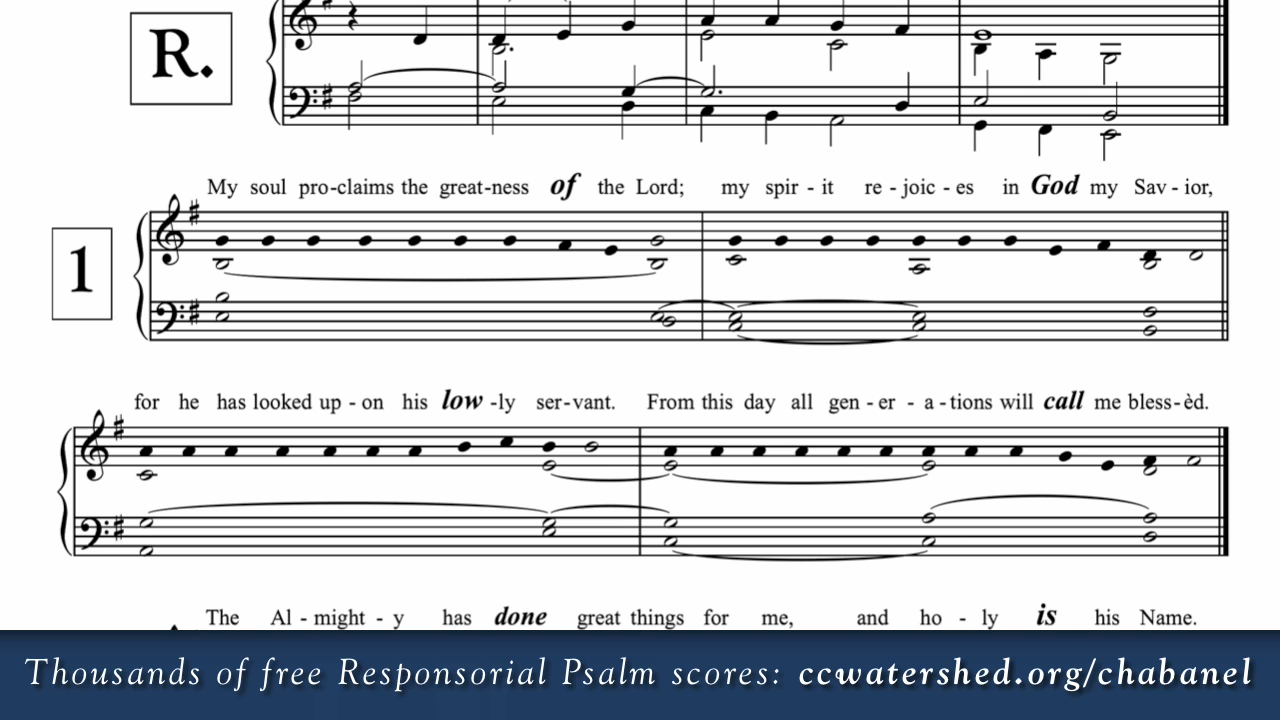 R.
My soul pro-claims the great-ness of the Lord; my spir - it re - joic - es in God my Sav - ior,
1
for he has looked up - on his low -ly ser-vant. From this day all gen - er - a - tions will call me bless-èd.
The Al - might - y has done great things for me, and ho - ly is his Name.
Thousands of free Responsorial Psalm scores: ccwatershed.org/chabanel